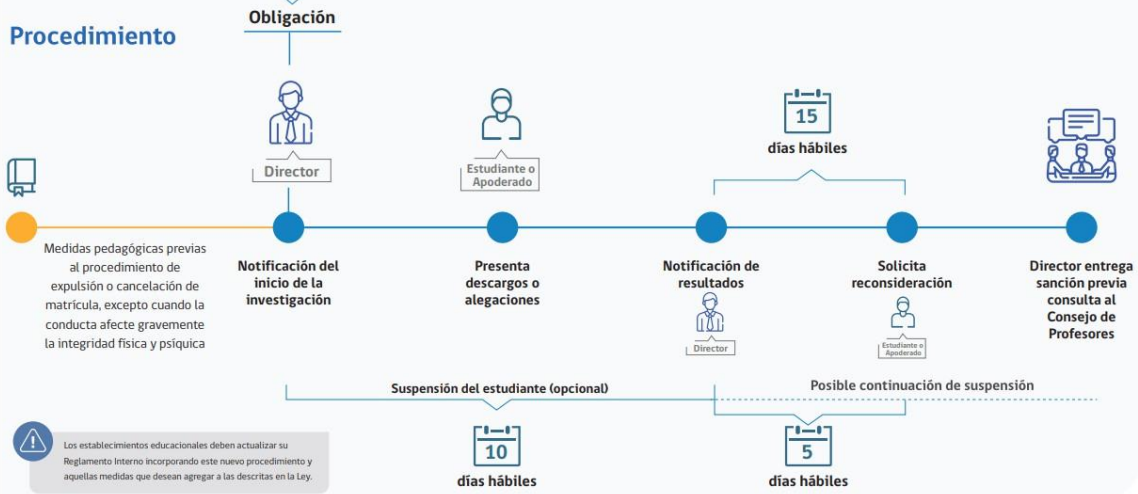 Procedimiento
Obligación
Director
Estudiante o
Apoderado
15
días hábiles
Medidas pedagógicas previas
al procedimiento de
expulsión o cancelación de
matrícula, excepto cuando la
conducta afecte gravemente
la integridad física y psíquica
Notificación del
inicio de la
investigación
Presenta
descargos o
alegaciones
Notificación de
resultados
Director
Solicita
reconsideración
Estudiante o
Apoderado
Director entrega
sanción previa
consulta al
Consejo de
Profesores
Suspensión del estudiante (opcional)
Posible continuación de suspensión
10
días hábiles
5
días hábiles
Los establecimientos educacionales deben actualizar su
Reglamento Interno incorporando este nuevo procedimiento y
aquellas medidas que desean agregar a las descritas en la Ley.